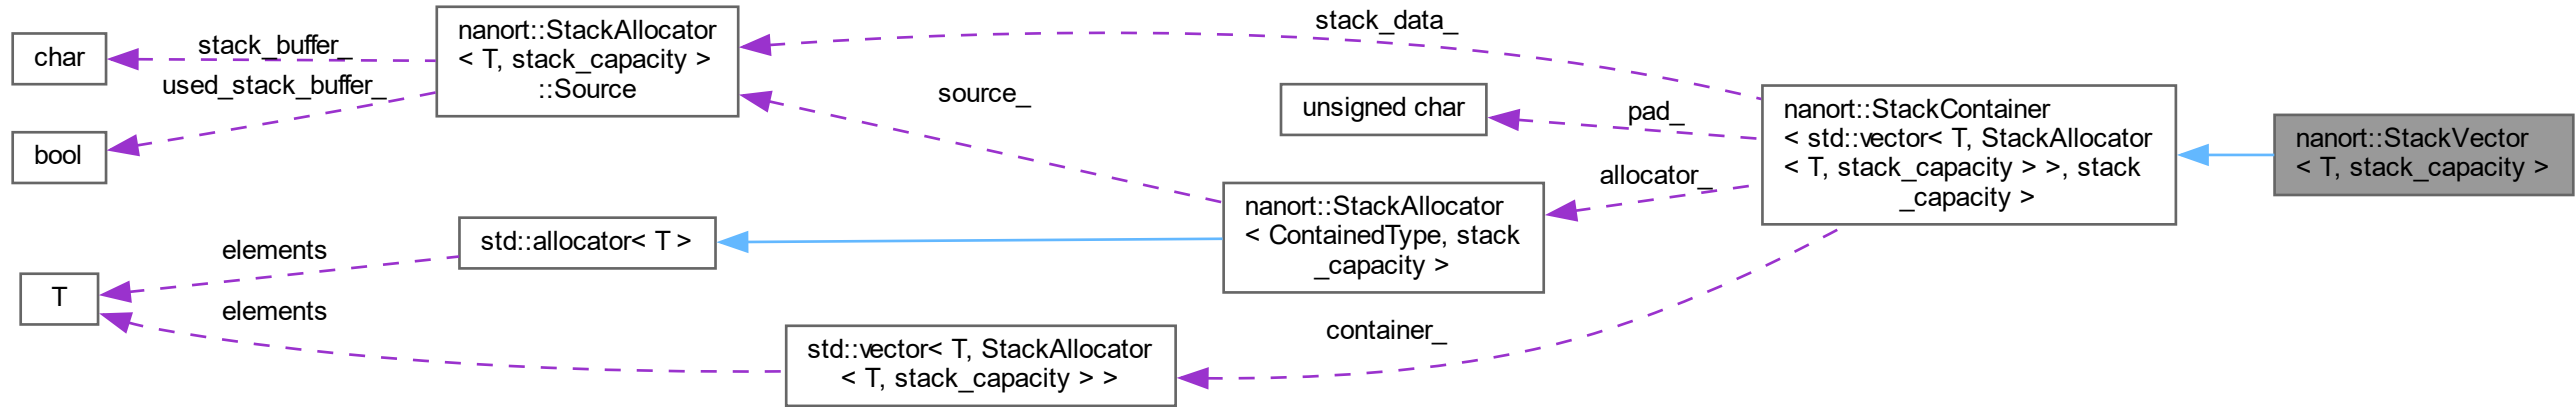 char
bool
T
stack_buffer_
used_stack_buffer_
elements
elements
nanort::StackAllocator
< T, stack_capacity >
::Source
std::allocator< T >
std::vector< T, StackAllocator
< T, stack_capacity > >
source_
stack_data_
unsigned char
nanort::StackAllocator
< ContainedType, stack
_capacity >
container_
pad_
allocator_
nanort::StackContainer
< std::vector< T, StackAllocator
< T, stack_capacity > >, stack
_capacity >
nanort::StackVector
< T, stack_capacity >